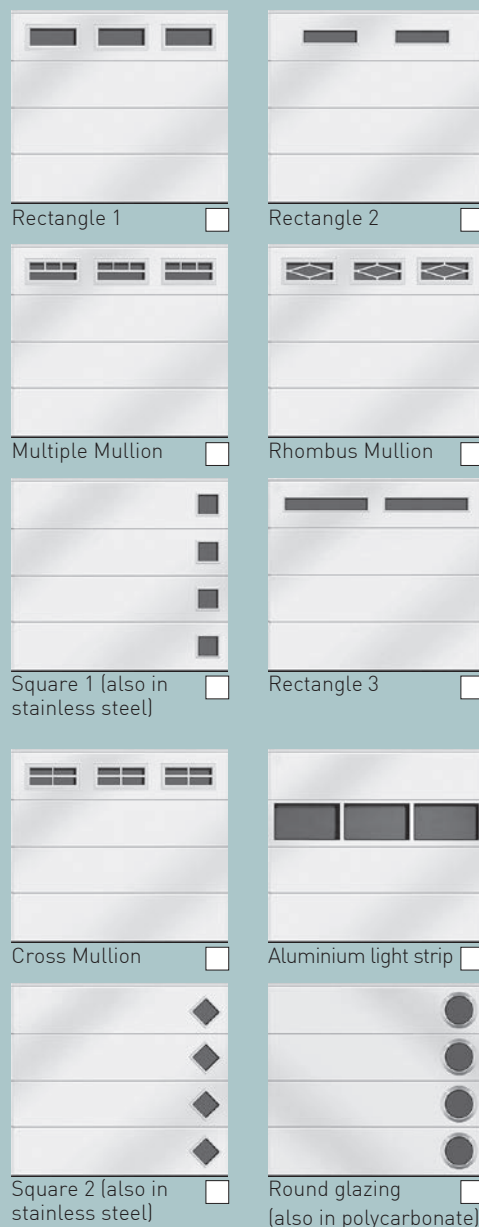 Rectangle 1
Rectangle 2
Multiple Mullion
Rhombus Mullion
Square 1 (also in
stainless steel)
Rectangle 3
Cross Mullion
Aluminium light strip
Square 2 (also in
stainless steel)
Round glazing
(also in polycarbonate)